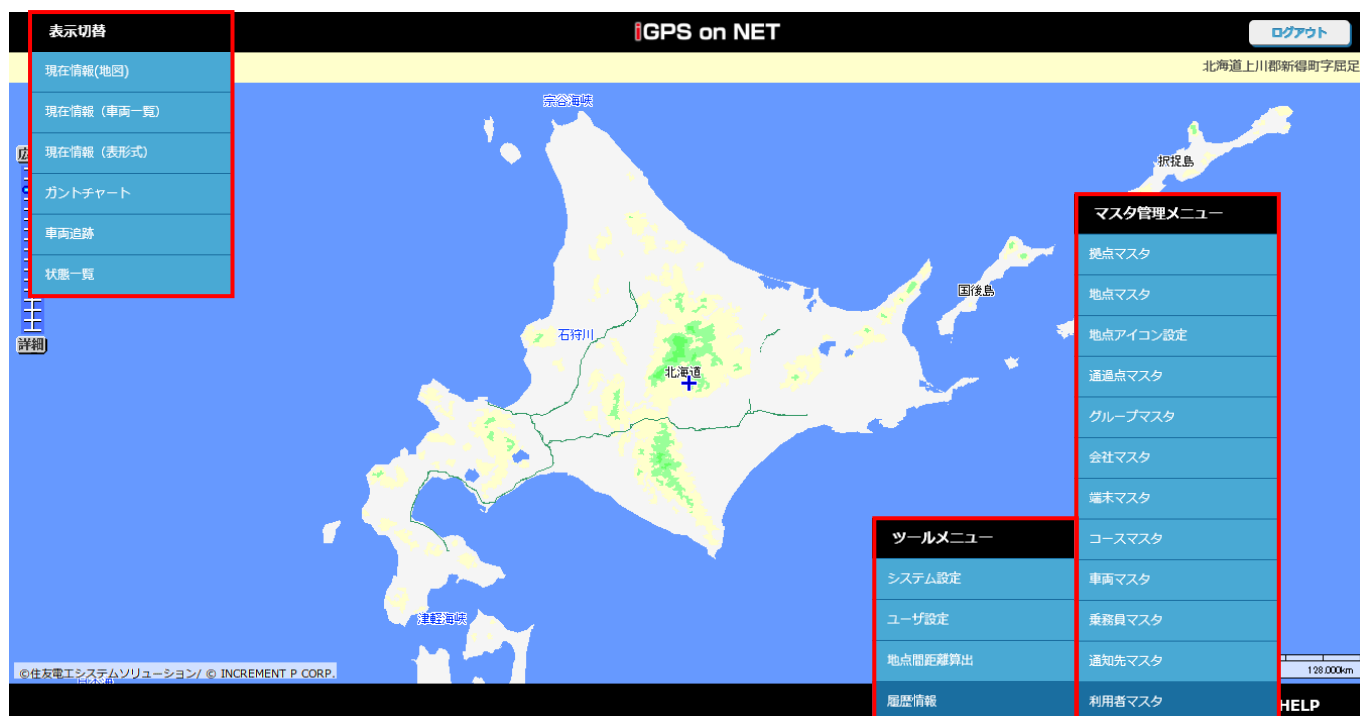 表示切替
iGPS on NET
ログアウト
現在情報(地図)
北海道上川郡新得町字屈足
現在情報（車両一覧）
現在情報（表形式）
ガントチャート
車両追跡
状態一覧
詳細
宗谷海峡
択捉島
国後島
石狩川
北海道
津軽海峡
マスタ管理メニュー
拠点マスタ
地点マスタ
地点アイコン設定
通過点マスタ
グループマスタ
会社マスタ
端末マスタ
コースマスタ
車両マスタ
乗務員マスタ
通知先マスタ
利用者マスタ
ツールメニュー
システム設定
ユーザ設定
地点間距離算出
履歴情報
©住友電工システムソリューション/ © INCREMENT P CORP.
128.000km
HELP